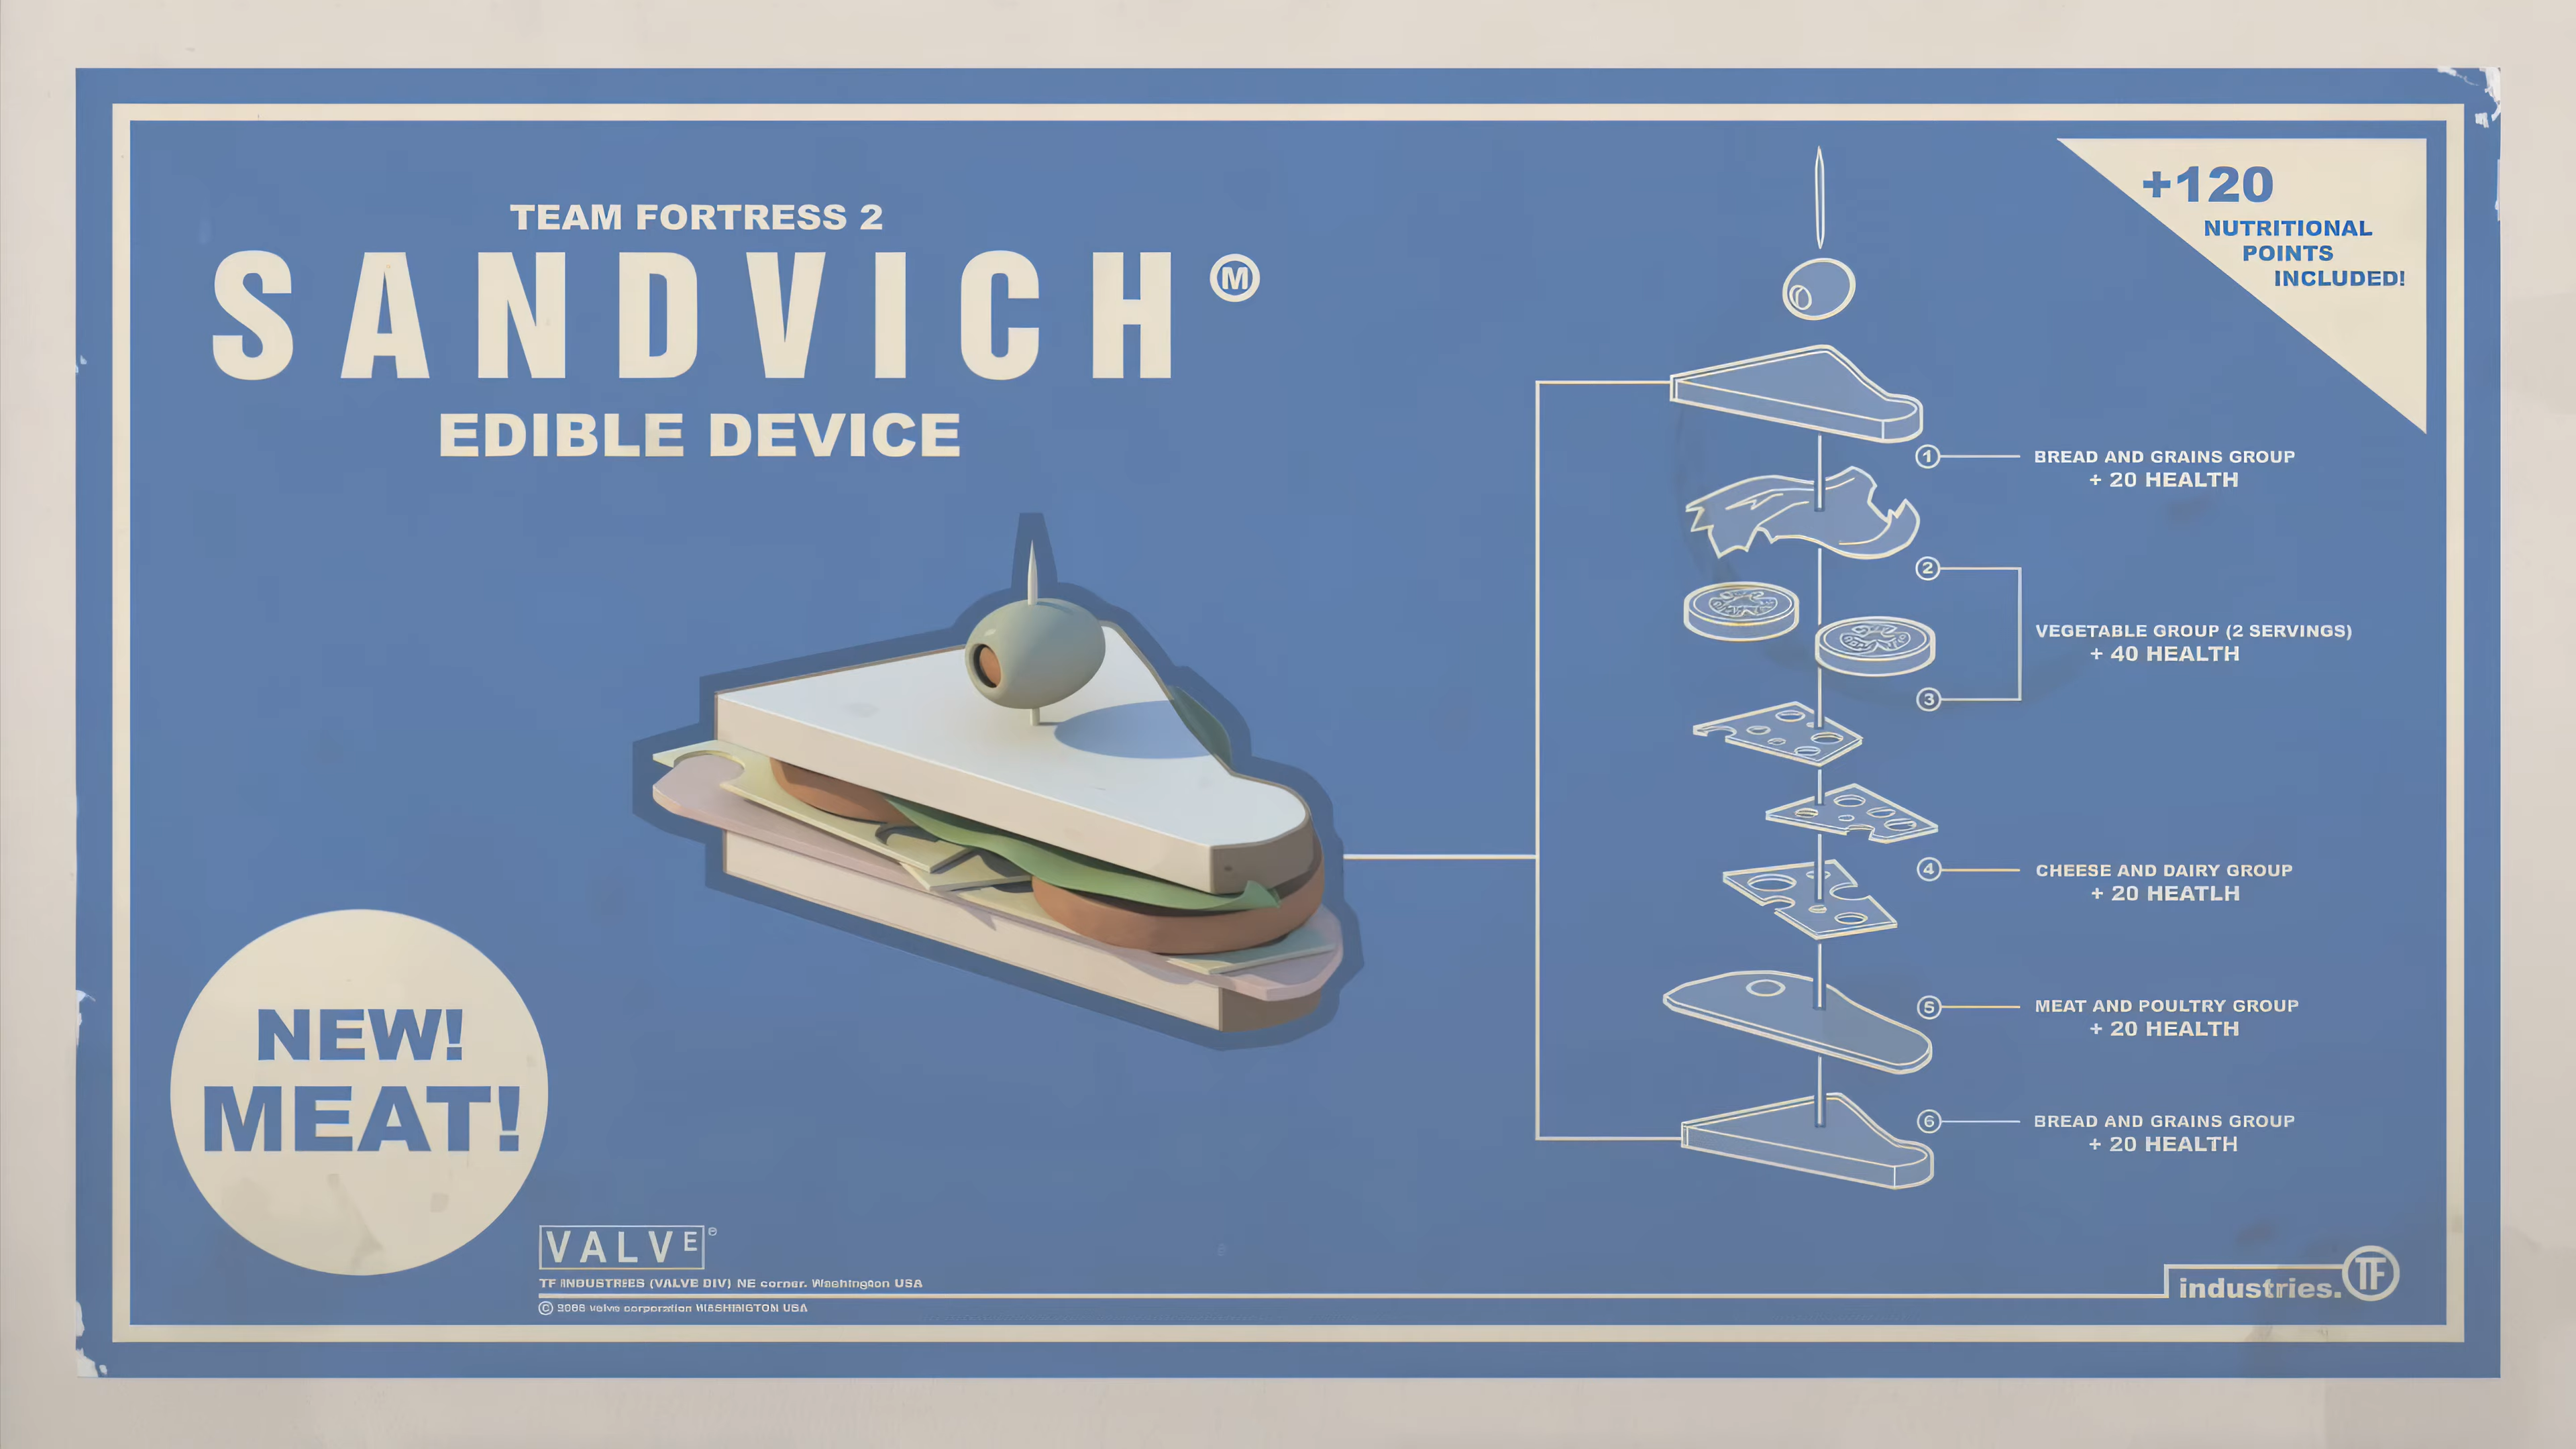 TEAM FORTRESS 2
SANDVICH Ⓜ
EDIBLE DEVICE
+120
NUTRITIONAL
POINTS
INCLUDED!
1 BREAD AND GRAINS GROUP
+ 20 HEALTH
2
VEGETABLE GROUP (2 SERVINGS)
+ 40 HEALTH
3
4 CHEESE AND DAIRY GROUP
+ 20 HEATLH
5 MEAT AND POULTRY GROUP
+ 20 HEALTH
6 BREAD AND GRAINS GROUP
+ 20 HEALTH
NEW!
MEAT!
VALVE
TF INDUSTRIES (VALVE DIV) NE corner. USA
© valve corporation WASHINGTON USA
industries. TF